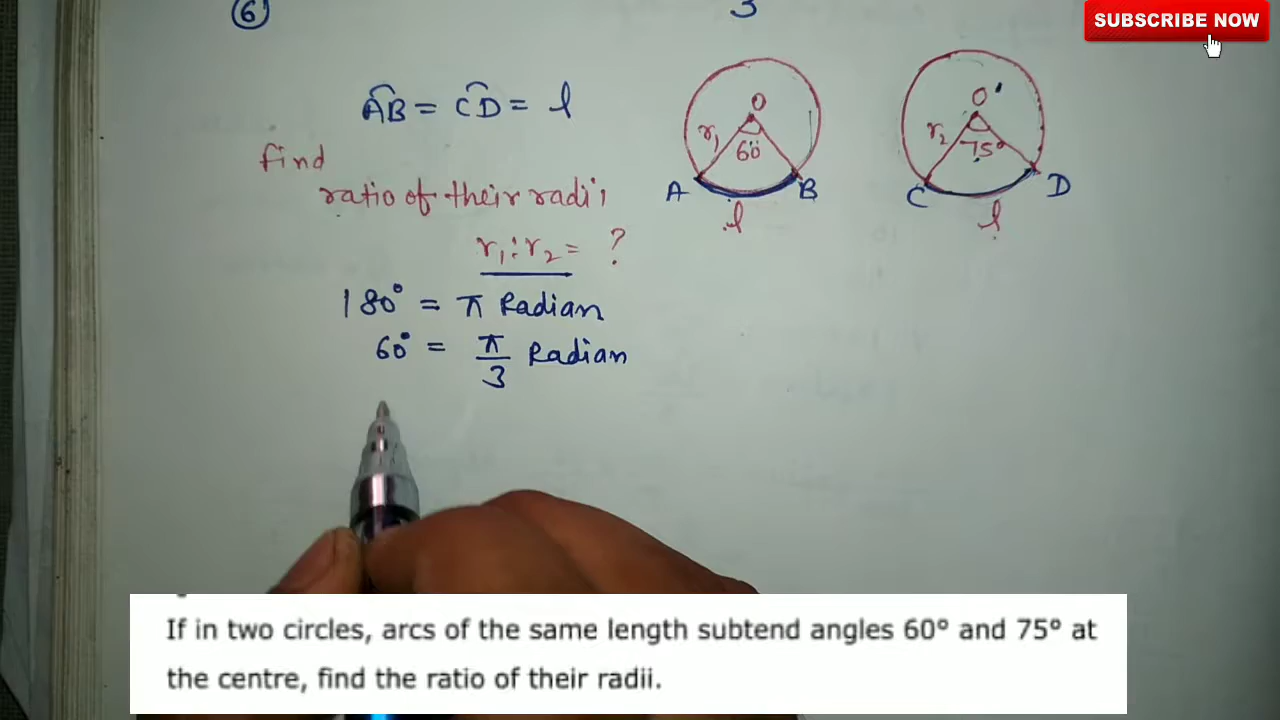 SUBSCRIBE NOW
6
3
AB = CD = l
find
ratio of their radii
r₁ : r₂ = ?
180° = π Radian
60° = π/3 Radian
O
r₁
60°
A
B
l
O'
r₂
75°
C
D
l
If in two circles, arcs of the same length subtend angles 60° and 75° at
the centre, find the ratio of their radii.